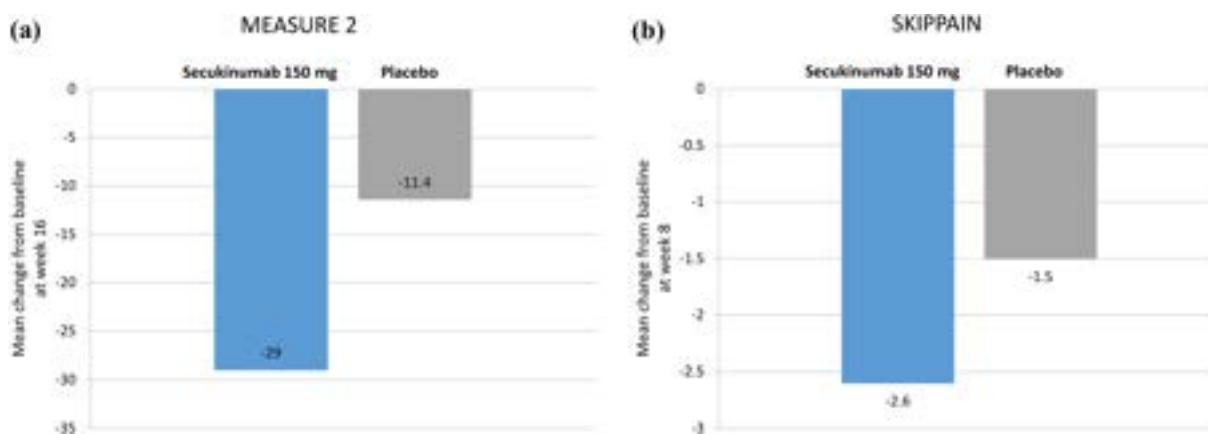 (a)
MEASURE 2
Secukinumab 150 mg Placebo
0
-5
-10
-15
-20
-25
-30
-35
Mean change from baseline
at week 16
-11.4
-29
(b)
SKIPPAIN
Secukinumab 150 mg Placebo
0
-0.5
-1
-1.5
-2
-2.5
-3
Mean change from baseline
at week 8
-1.5
-2.6